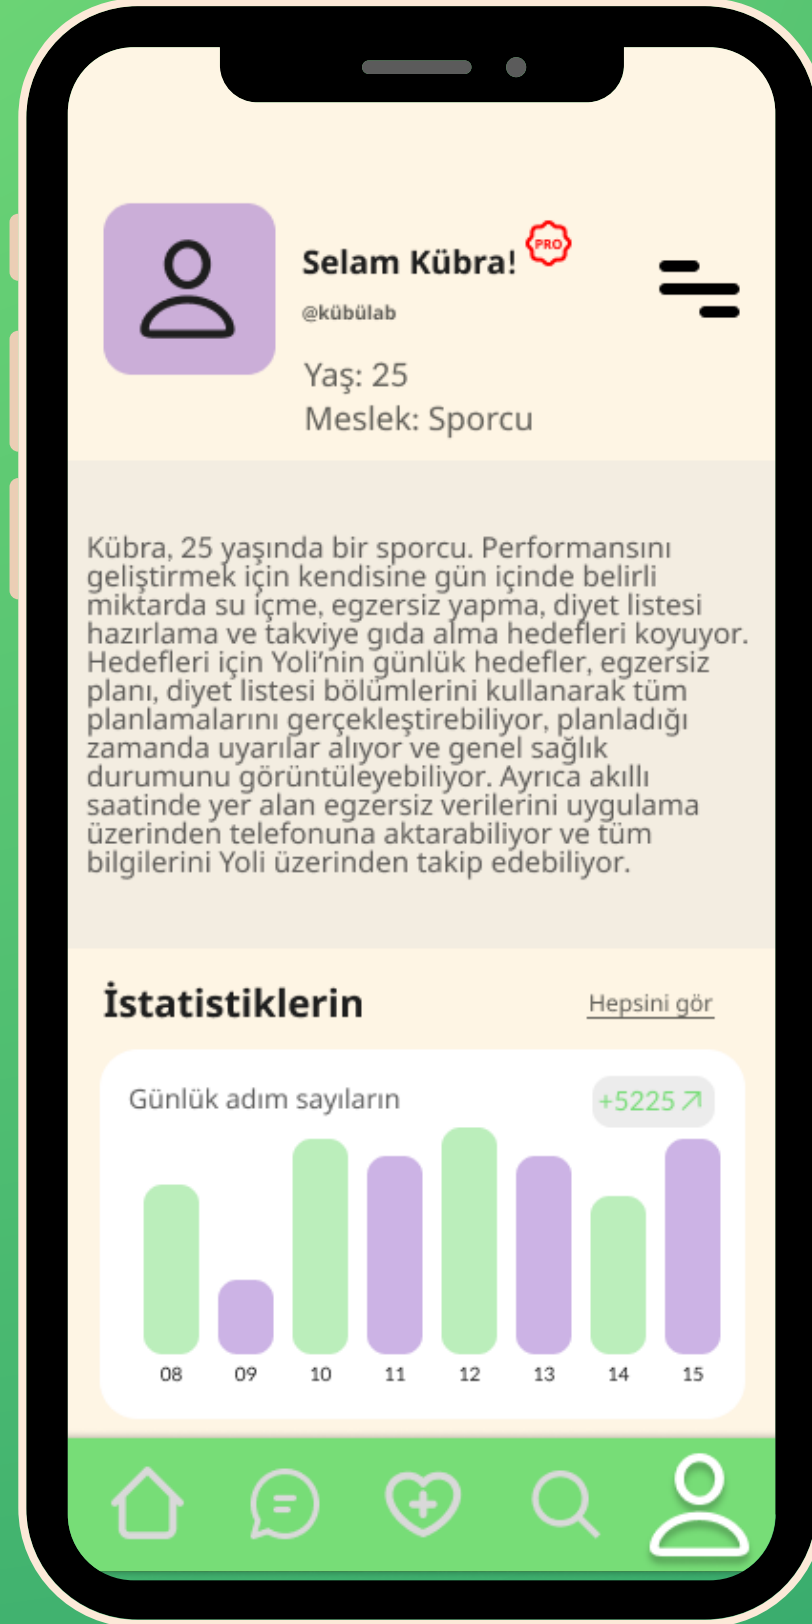 Selam Kübra!
PRO
@kübülab
Yaş: 25
Meslek: Sporcu
Kübra, 25 yaşında bir sporcu. Performansını
geliştirmek için kendisine gün içinde belirli
miktarda su içme, egzersiz yapma, diyet listesi
hazırlama ve takviye gıda alma hedefleri koyuyor.
Hedefleri için Yoli’nin günlük hedefler, egzersiz
planı, diyet listesi bölümlerini kullanarak tüm
planlamalarını gerçekleştirebiliyor, planladığı
zamanda uyarılar alıyor ve genel sağlık
durumunu görüntüleyebiliyor. Ayrıca akıllı
saatinde yer alan egzersiz verilerini uygulama
üzerinden telefonuna aktarabiliyor ve tüm
bilgilerini Yoli üzerinden takip edebiliyor.
İstatistiklerin
Hepsini gör
Günlük adım sayıların
+5225
08 09 10 11 12 13 14 15